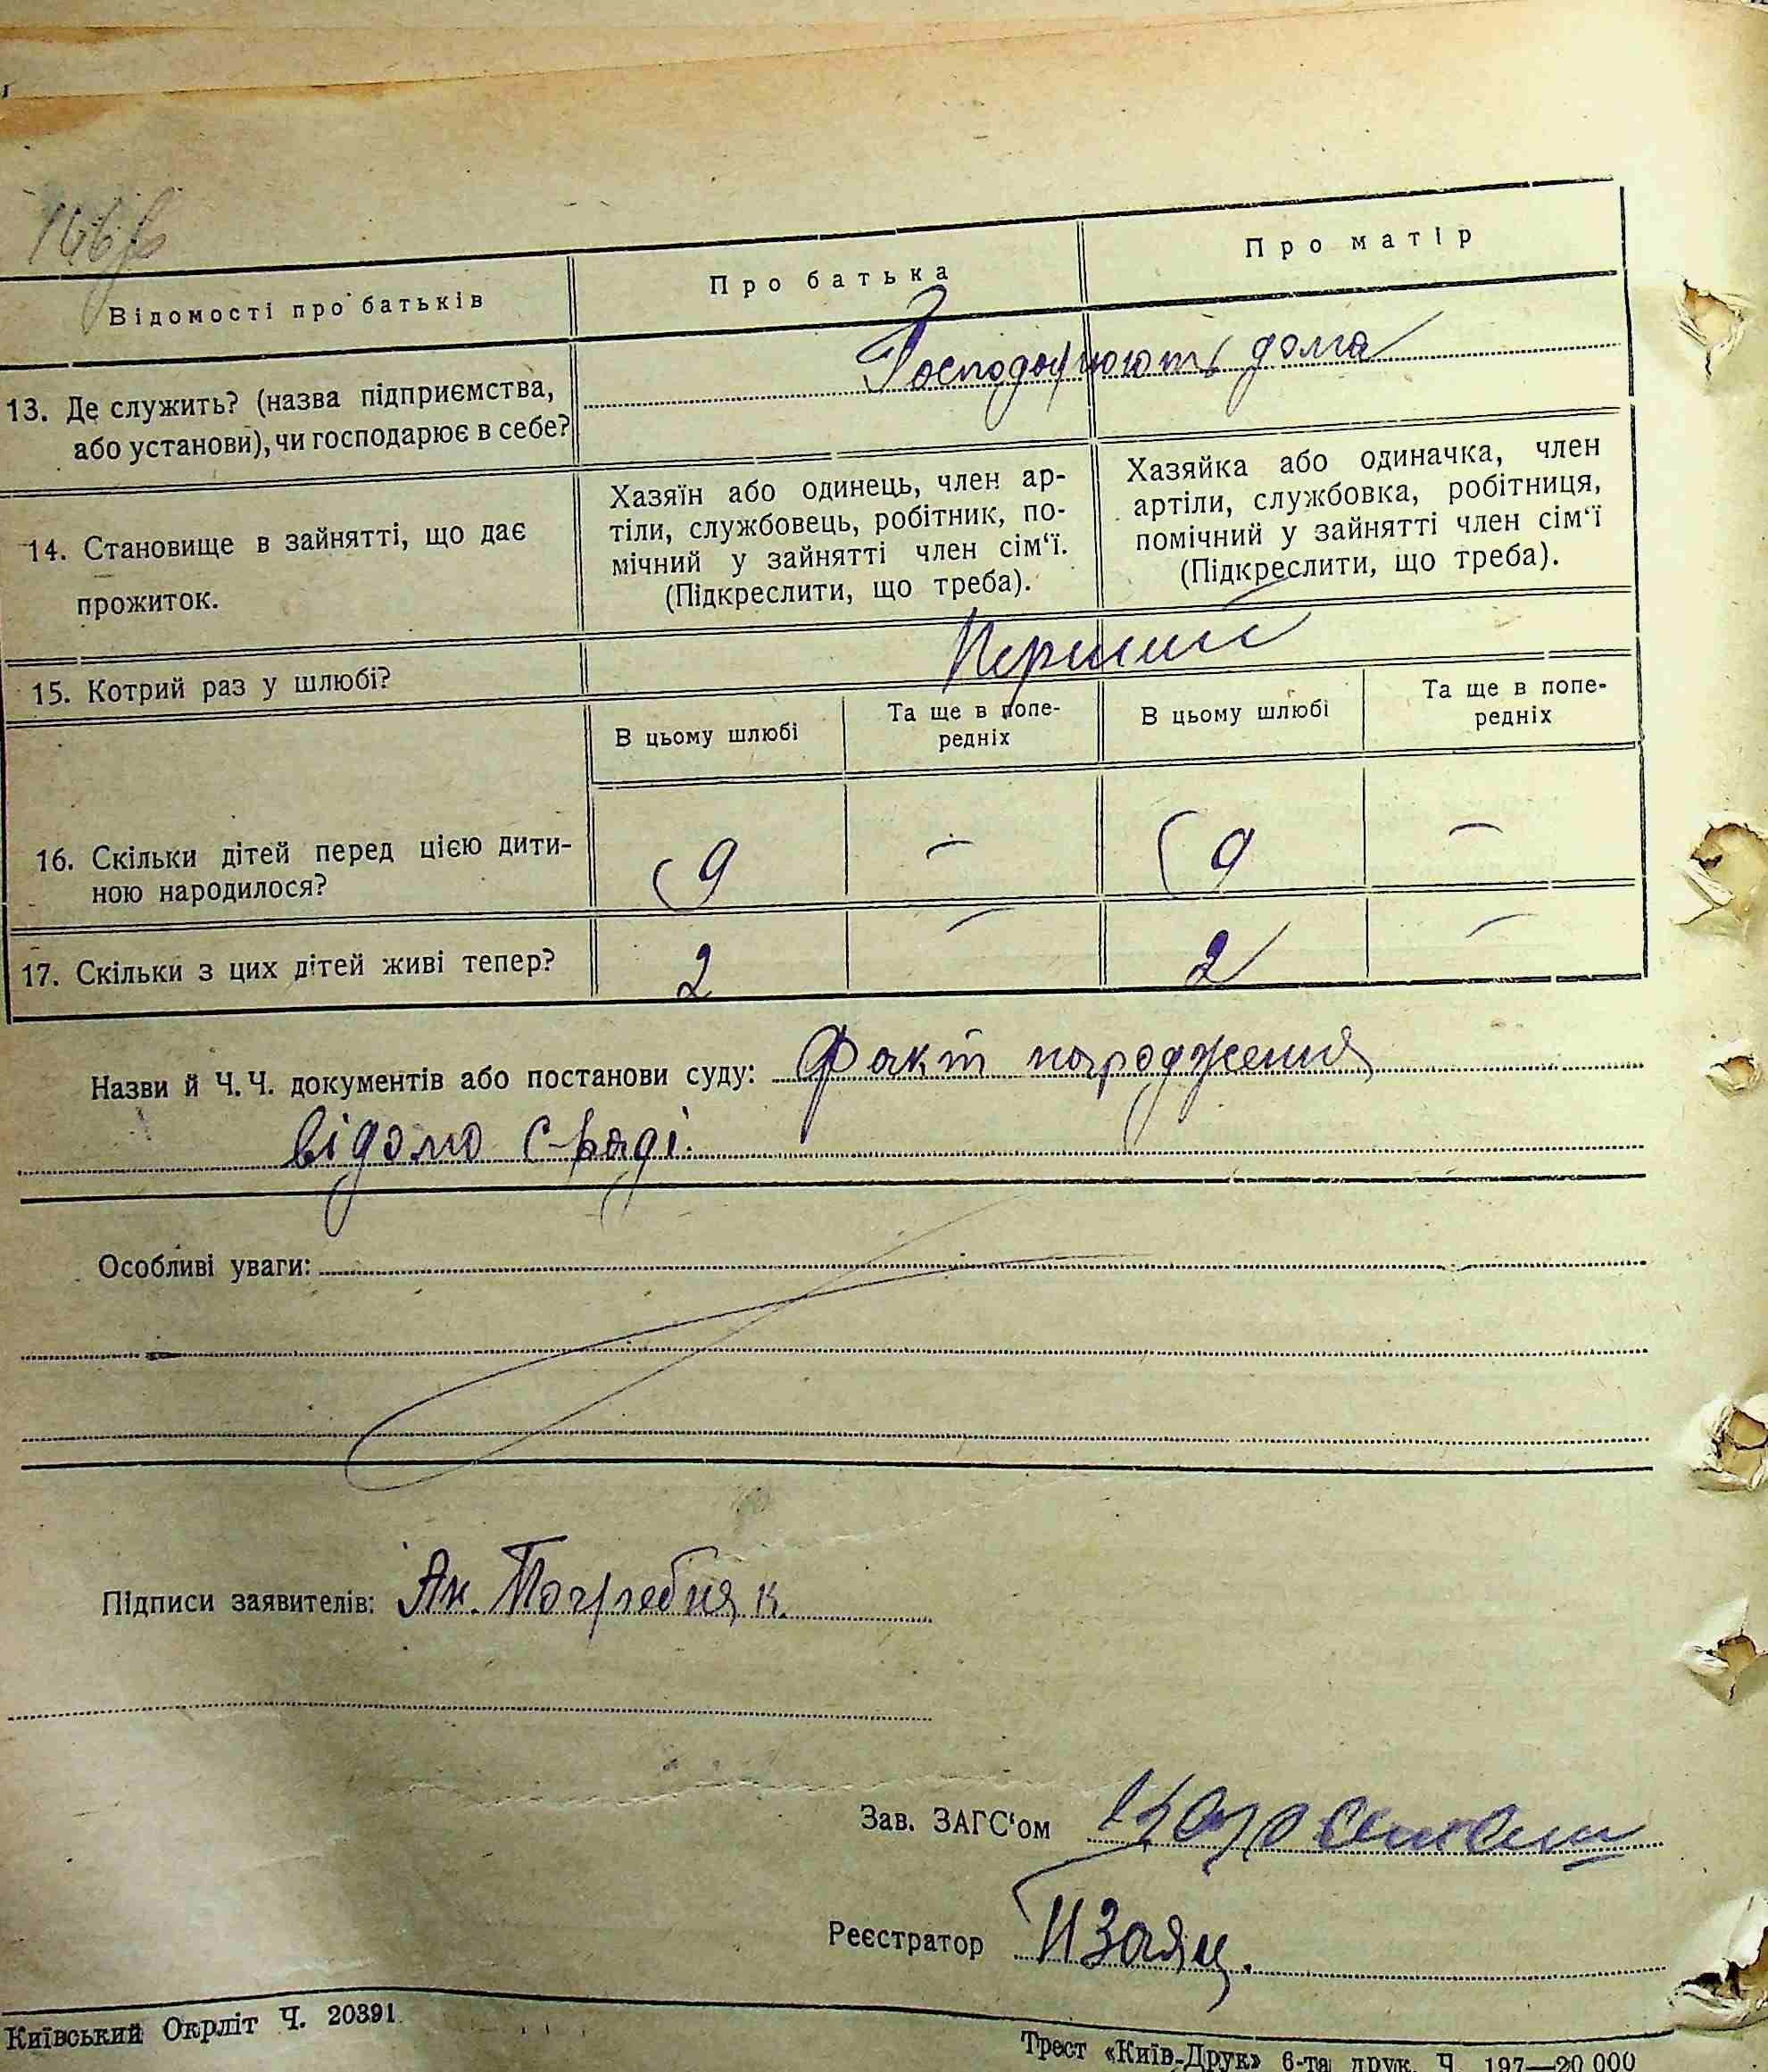 Відомості про батьків
Про батька
Про матір
13. Де служить? (назва підприємства,
або установи), чи господарює в себе?
Господарюють дома
14. Становище в зайнятті, що дає
прожиток.
Хазяїн або одинець, член ар-
тіли, службовець, робітник, по-
мічний у зайнятті член сім‘ї.
(Підкреслити, що треба).
Хазяйка або одиначка, член
артіли, службовка, робітниця,
помічний у зайнятті член сім‘ї
(Підкреслити, що треба).
15. Котрий раз у шлюбі?
Перший
В цьому шлюбі
Та ще в попе-
редніх
В цьому шлюбі
Та ще в попе-
редніх
16. Скільки дітей перед цією дити-
ною народилося?
9 — 9 —
17. Скільки з цих дітей живі тепер?
2 — 2 —
Назви й Ч. Ч. документів або постанови суду: Факт народження
відомо С-раді.
Особливі уваги:
Підписи заявителів: Ян. Погребняк.
Зав. ЗАГС‘ом
Реєстратор ПЗаяц.
Київський Окрліт Ч. 20391
Трест «Київ-Друк» 6-та друк. Ч. 197—20.000